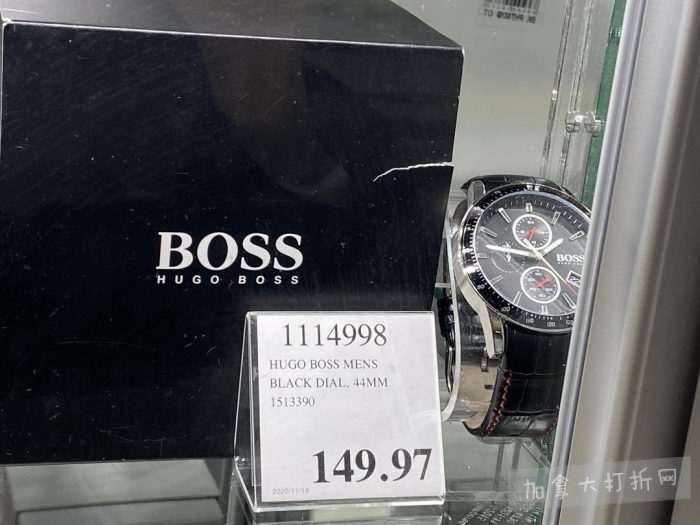 BOSS
HUGO BOSS
BOSS
1114998
HUGO BOSS MENS
BLACK DIAL, 44MM
1513390
149.97
2020/11/18
加拿大打折网